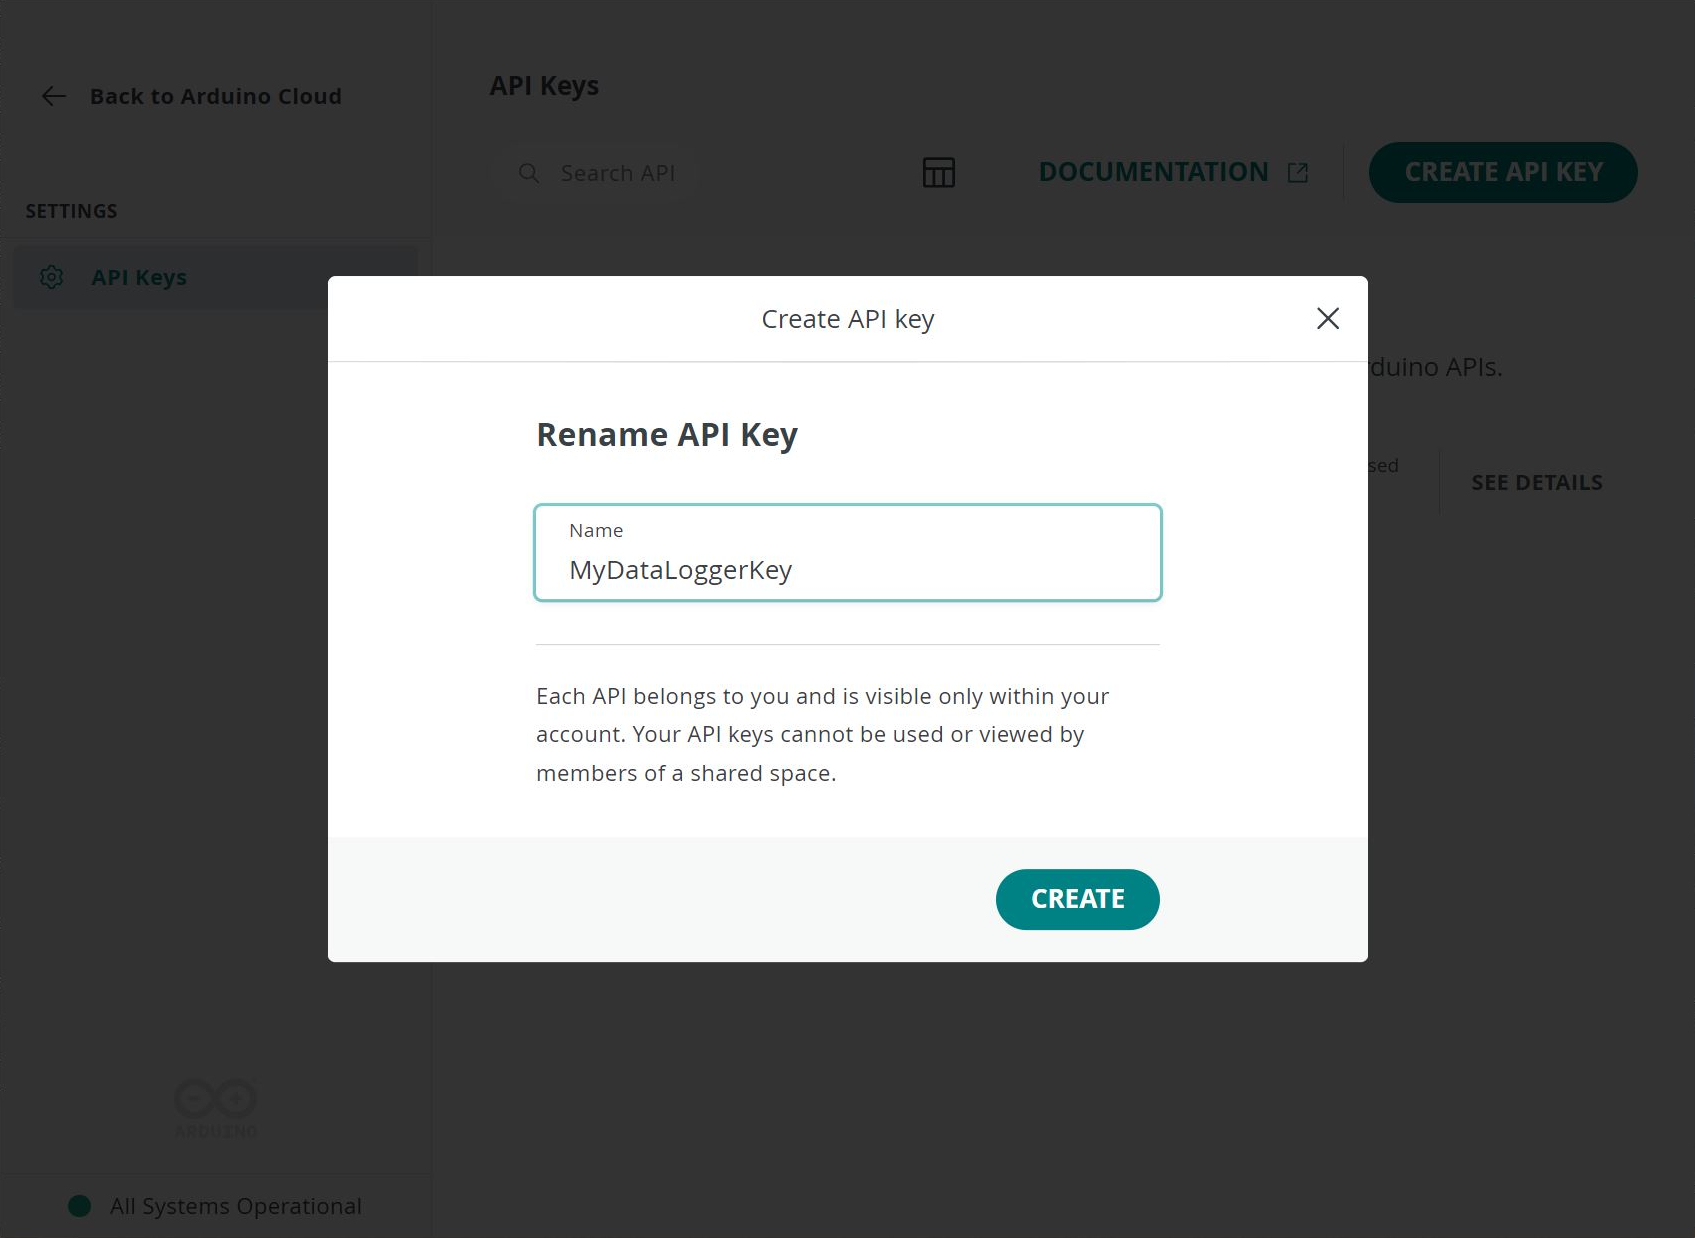 Back to Arduino Cloud
SETTINGS
API Keys
API Keys
Search API
DOCUMENTATION
CREATE API KEY
duino APIs.
sed
SEE DETAILS
Create API key
Rename API Key
Name
MyDataLoggerKey
Each API belongs to you and is visible only within your
account. Your API keys cannot be used or viewed by
members of a shared space.
CREATE
ARDUINO
All Systems Operational